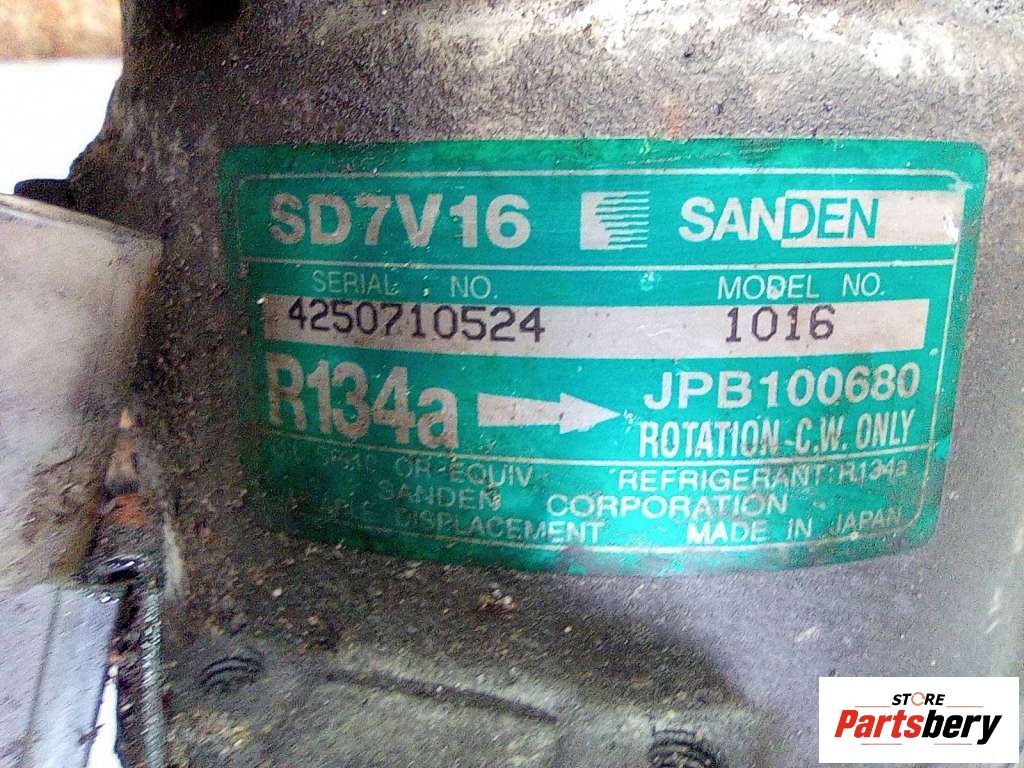 SD7V16 SANDEN
SERIAL NO. MODEL NO.
4250710524 1016
R134a JPB100680
ROTATION C.W. ONLY
OR EQUIV REFRIGERANT: R134a
SANDEN CORPORATION
DISPLACEMENT MADE IN JAPAN
STORE
Partsbery